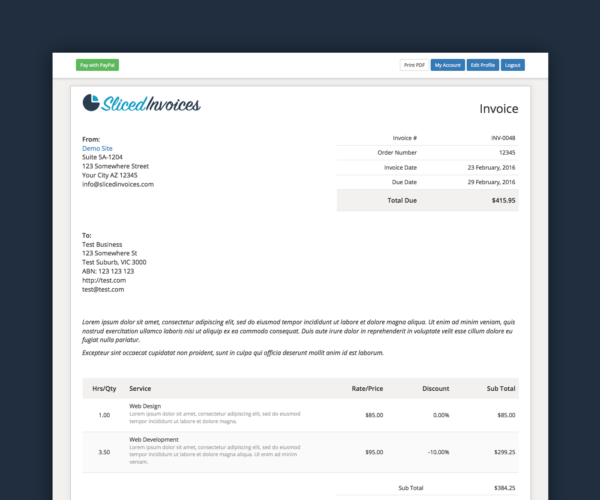 Pay with PayPal
Print PDF My Account Edit Profile Logout
SlicedInvoices
Invoice
From:
Demo Site
Suite 5A-1204
123 Somewhere Street
Your City AZ 12345
info@slicedinvoices.com
Invoice # INV-0048
Order Number 12345
Invoice Date 23 February, 2016
Due Date 29 February, 2016
Total Due $415.95
To:
Test Business
123 Somewhere St
Test Suburb, VIC 3000
ABN: 123 123 123
http://test.com
test@test.com
Lorem ipsum dolor sit amet, consectetur adipiscing elit, sed do eiusmod tempor incididunt ut labore et dolore magna aliqua. Ut enim ad minim veniam, quis
nostrud exercitation ullamco laboris nisi ut aliquip ex ea commodo consequat. Duis aute irure dolor in reprehenderit in voluptate velit esse cillum dolore eu
fugiat nulla pariatur.
Excepteur sint occaecat cupidatat non proident, sunt in culpa qui officia deserunt mollit anim id est laborum.
Hrs/Qty Service Rate/Price Discount Sub Total
Web Design
1.00 $85.00 0.00% $85.00
Lorem ipsum dolor sit amet, consectetur adipiscing elit, sed do eiusmod
tempor incididunt ut labore et dolore magna.
Web Development
3.50 $95.00 -10.00% $299.25
Lorem ipsum dolor sit amet, consectetur adipiscing elit, sed do eiusmod
tempor incididunt ut labore et dolore magna aliqua. Ut enim ad minim
veniam.
Sub Total $384.25